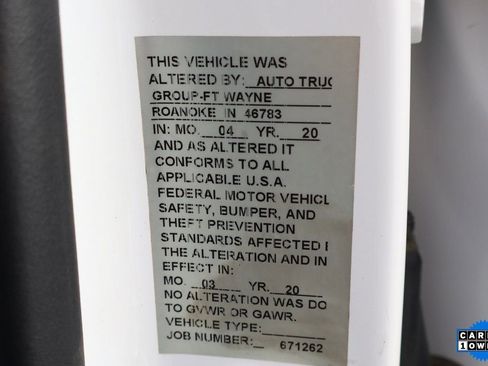 THIS VEHICLE WAS
ALTERED BY: AUTO TRUC
GROUP-FT WAYNE
ROANOKE IN 46783
IN: MO. 04 YR. 20
AND AS ALTERED IT
CONFORMS TO ALL
APPLICABLE U.S.A.
FEDERAL MOTOR VEHICL
SAFETY, BUMPER, AND
THEFT PREVENTION
STANDARDS AFFECTED
THE ALTERATION AND IN
EFFECT IN:
MO. 03 YR. 20
NO ALTERATION WAS DO
TO GVWR OR GAWR.
VEHICLE TYPE:
JOB NUMBER: 671262
CAR
1 OWN